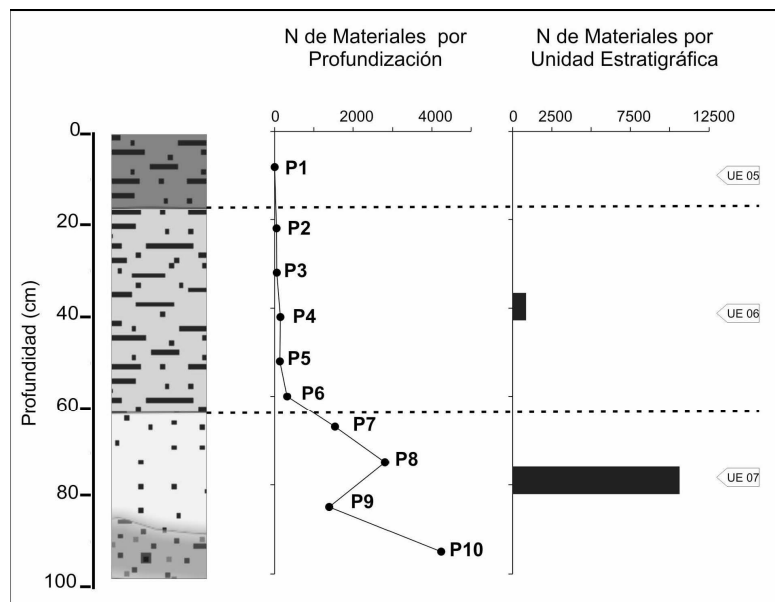 N de Materiales por
Profundización
N de Materiales por
Unidad Estratigráfica
0 2000 4000
0 2500 7500 12500
Profundidad (cm)
0
20
40
60
80
100
P1
P2
P3
P4
P5
P6
P7
P8
P9
P10
UE 05
UE 06
UE 07